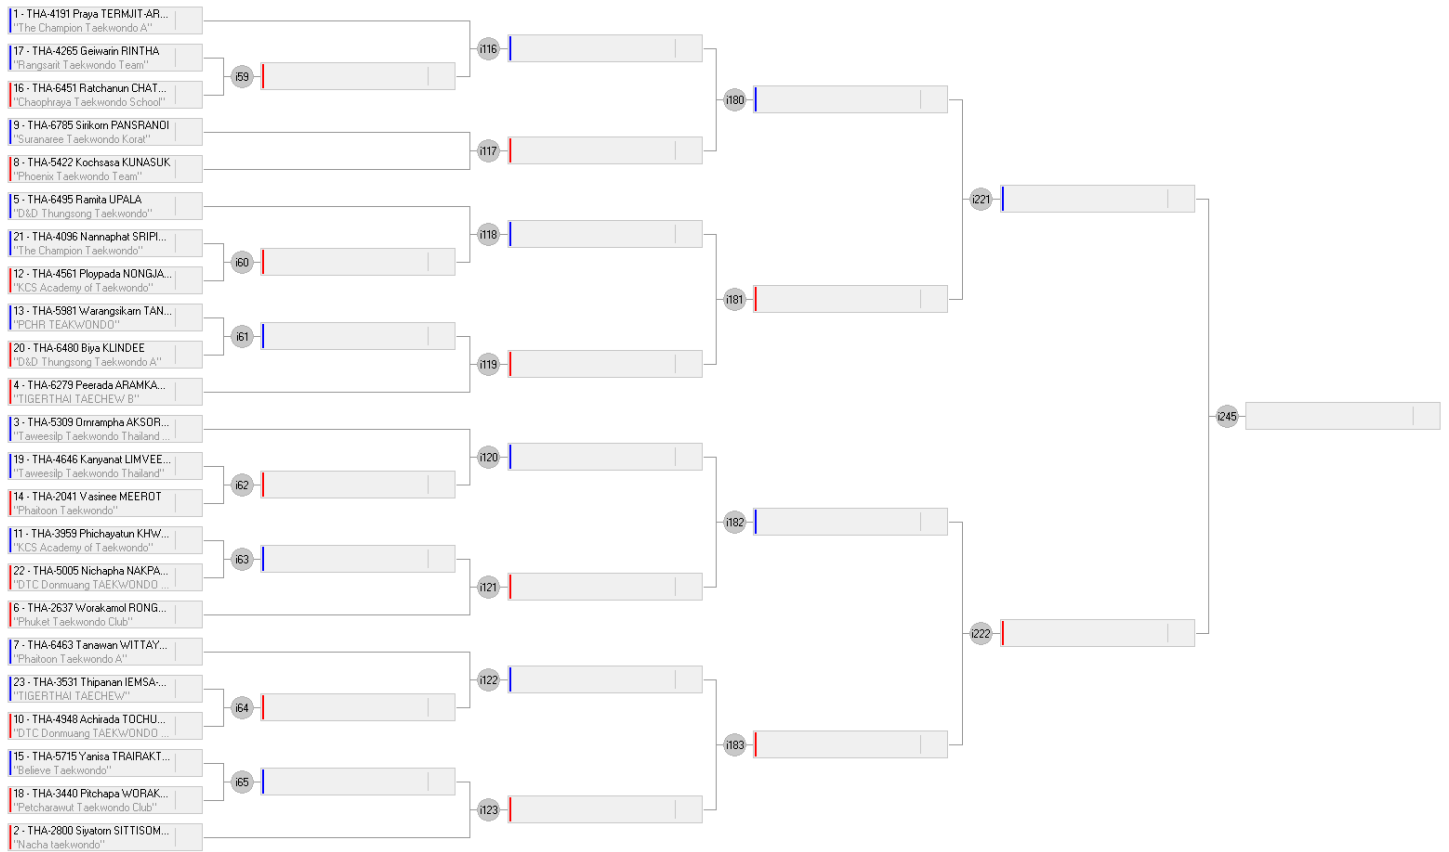 1 - THA-4191 Praya TERMJIT-AR...
"The Champion Taekwondo A"
17 - THA-4265 Geiwarin RINTHA
"Rangsarit Taekwondo Team"
16 - THA-6451 Ratchanun CHAT...
"Chaophraya Taekwondo School"
9 - THA-6785 Sirikorn PANSRANOI
"Suranaree Taekwondo Korat"
8 - THA-5422 Kochsasa KUNASUK
"Phoenix Taekwondo Team"
5 - THA-6495 Ramita UPALA
"D&D Thungsong Taekwondo"
21 - THA-4096 Nannaphat SRIPI...
"The Champion Taekwondo"
12 - THA-4561 Ploypada NONGJA...
"KCS Academy of Taekwondo"
13 - THA-5981 Warangsikarn TAN...
"PCHR TEAKWONDO"
20 - THA-6480 Biya KLINDEE
"D&D Thungsong Taekwondo A"
4 - THA-6279 Peerada ARAMKA...
"TIGERTHAI TAECHEW B"
3 - THA-5309 Ornrampha AKSOR...
"Taweesilp Taekwondo Thailand ...
19 - THA-4646 Kanyanat LIMVEE...
"Taweesilp Taekwondo Thailand"
14 - THA-2041 Vasinee MEEROT
"Phaitoon Taekwondo"
11 - THA-3959 Phichayatun KHW...
"KCS Academy of Taekwondo"
22 - THA-5005 Nichapha NAKPA...
"DTC Donmuang TAEKWONDO ...
6 - THA-2637 Worakamol RONG...
"Phuket Taekwondo Club"
7 - THA-6463 Tanawan WITTAY...
"Phaitoon Taekwondo A"
23 - THA-3531 Thipanan IEMSA-...
"TIGERTHAI TAECHEW"
10 - THA-4948 Achirada TOCHU...
"DTC Donmuang TAEKWONDO ...
15 - THA-5715 Yanisa TRAIRAKT...
"Believe Taekwondo"
18 - THA-3440 Pitchapa WORAK...
"Petcharawut Taekwondo Club"
2 - THA-2800 Siyatorn SITTISOM...
"Nacha taekwondo"
i59
i60
i61
i62
i63
i64
i65
i116
i117
i118
i119
i120
i121
i122
i123
i180
i181
i182
i183
i221
i222
i245